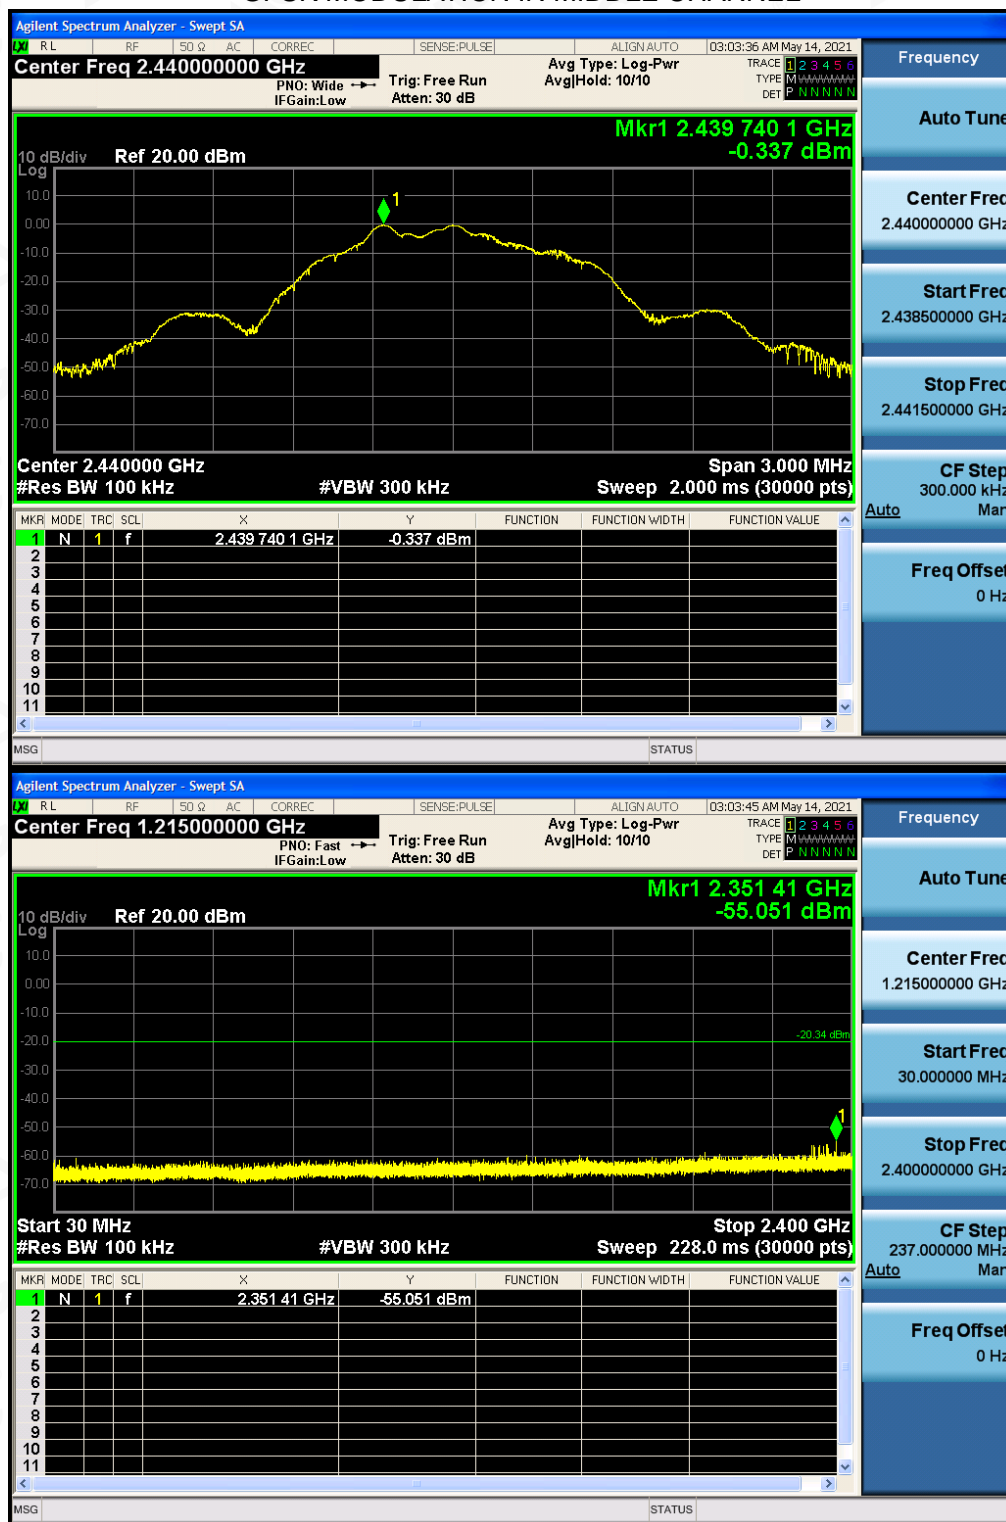 MODULATION IN MIDDLE CHANNEL
Agilent Spectrum Analyzer - Swept SA
LXI RL RF 50 Ω AC CORREC SENSE:PULSE ALIGN AUTO 03:03:36 AM May 14, 2021
Center Freq 2.440000000 GHz
PNO: Wide
IFGain:Low
Trig: Free Run
Atten: 30 dB
Avg Type: Log-Pwr
Avg|Hold: 10/10
TRACE 1 2 3 4 5 6
TYPE M
DET P N N N N N
Frequency
Auto Tune
Mkr1 2.439 740 1 GHz
-0.337 dBm
10 dB/div Ref 20.00 dBm
Log
1
10.0
0.00
-10.0
-20.0
-30.0
-40.0
-50.0
-60.0
-70.0
Center Freq
2.440000000 GHz
Start Freq
2.438500000 GHz
Stop Freq
2.441500000 GHz
CF Step
300.000 kHz
Auto Man
Freq Offset
0 Hz
Center 2.440000 GHz Span 3.000 MHz
#Res BW 100 kHz #VBW 300 kHz Sweep 2.000 ms (30000 pts)
MKR MODE TRC SCL X Y FUNCTION FUNCTION WIDTH FUNCTION VALUE
1 N 1 f 2.439 740 1 GHz -0.337 dBm
2
3
4
5
6
7
8
9
10
11
MSG STATUS
Agilent Spectrum Analyzer - Swept SA
LXI RL RF 50 Ω AC CORREC SENSE:PULSE ALIGN AUTO 03:03:45 AM May 14, 2021
Center Freq 1.215000000 GHz
PNO: Fast
IFGain:Low
Trig: Free Run
Atten: 30 dB
Avg Type: Log-Pwr
Avg|Hold: 10/10
TRACE 1 2 3 4 5 6
TYPE M
DET P N N N N N
Frequency
Auto Tune
Mkr1 2.351 41 GHz
-55.051 dBm
10 dB/div Ref 20.00 dBm
Log
10.0
0.00
-10.0
-20.0
-30.0
-40.0
-50.0
-60.0
-70.0
-20.34 dBm
1
Center Freq
1.215000000 GHz
Start Freq
30.000000 MHz
Stop Freq
2.400000000 GHz
CF Step
237.000000 MHz
Auto Man
Freq Offset
0 Hz
Start 30 MHz Stop 2.400 GHz
#Res BW 100 kHz #VBW 300 kHz Sweep 228.0 ms (30000 pts)
MKR MODE TRC SCL X Y FUNCTION FUNCTION WIDTH FUNCTION VALUE
1 N 1 f 2.351 41 GHz -55.051 dBm
2
3
4
5
6
7
8
9
10
11
MSG STATUS